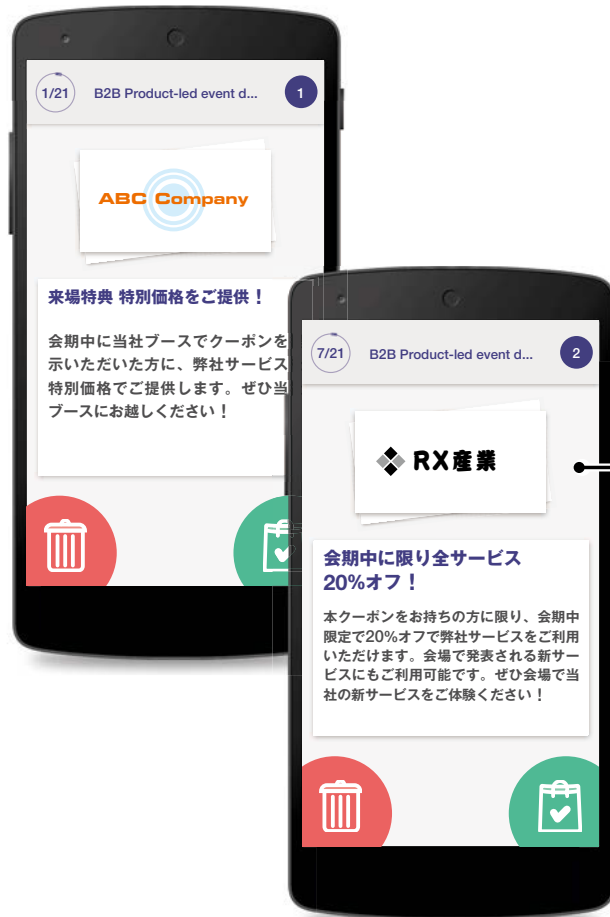 1/21
B2B Product-led event d...
1
ABC Company
来場特典 特別価格をご提供！
会期中に当社ブースでクーポンを
示いただいた方に、弊社サービス
特別価格でご提供します。ぜひ当
ブースにお越しください！
7/21
B2B Product-led event d...
2
RX産業
会期中に限り全サービス
20%オフ！
本クーポンをお持ちの方に限り、会期中
限定で20%オフで弊社サービスをご利用
いただけます。会場で発表される新サー
ビスにもご利用可能です。ぜひ会場で当
社の新サービスをご体験ください！